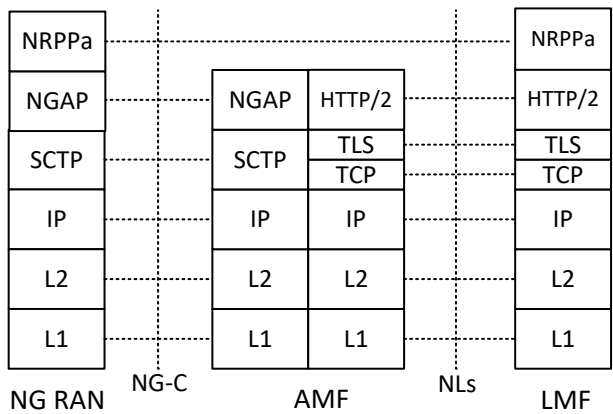 NRPPa NRPPa
NGAP NGAP HTTP/2 HTTP/2
SCTP SCTP TLS TLS
TCP TCP
IP IP IP IP
L2 L2 L2 L2
L1 L1 L1 L1
NG RAN NG-C AMF NLs LMF